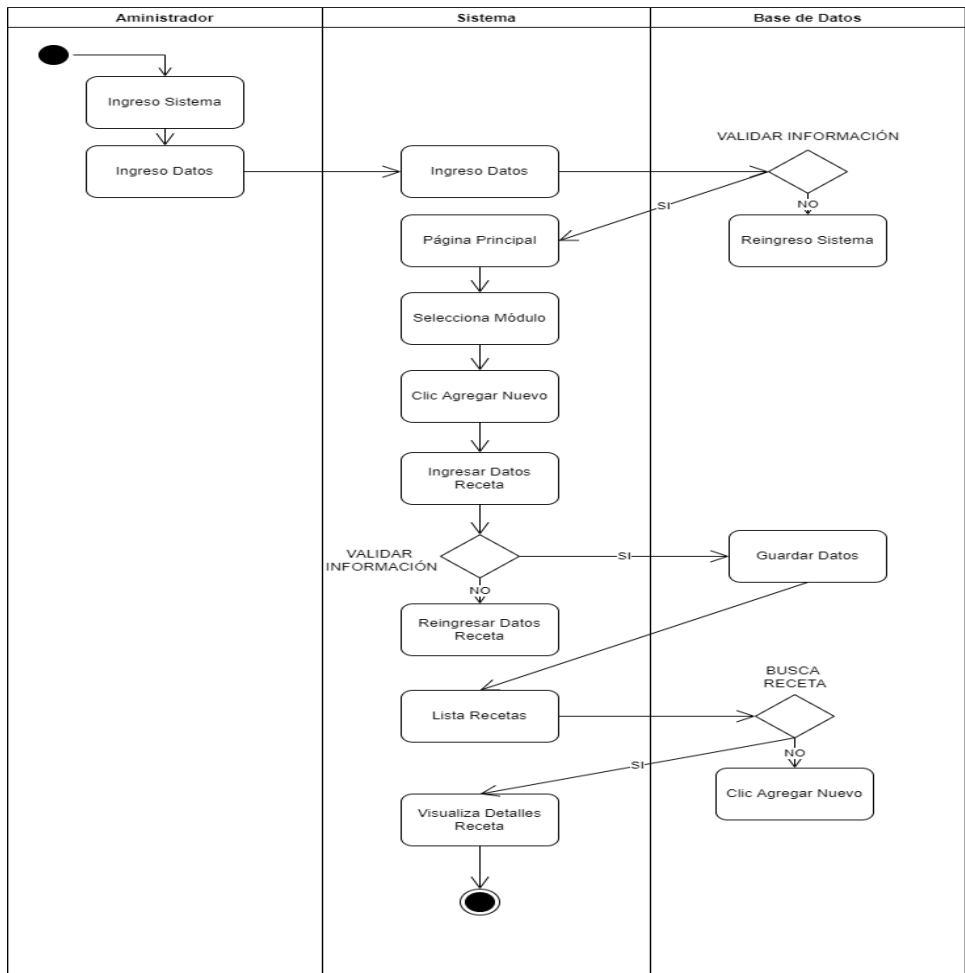 Aministrador
Sistema
Base de Datos
Ingreso Sistema
VALIDAR INFORMACIÓN
Ingreso Datos
Ingreso Datos
SI
NO
Página Principal
Reingreso Sistema
Selecciona Módulo
Clic Agregar Nuevo
Ingresar Datos
Receta
VALIDAR
INFORMACIÓN
SI
Guardar Datos
NO
Reingresar Datos
Receta
BUSCA
RECETA
Lista Recetas
SI
NO
Clic Agregar Nuevo
Visualiza Detalles
Receta